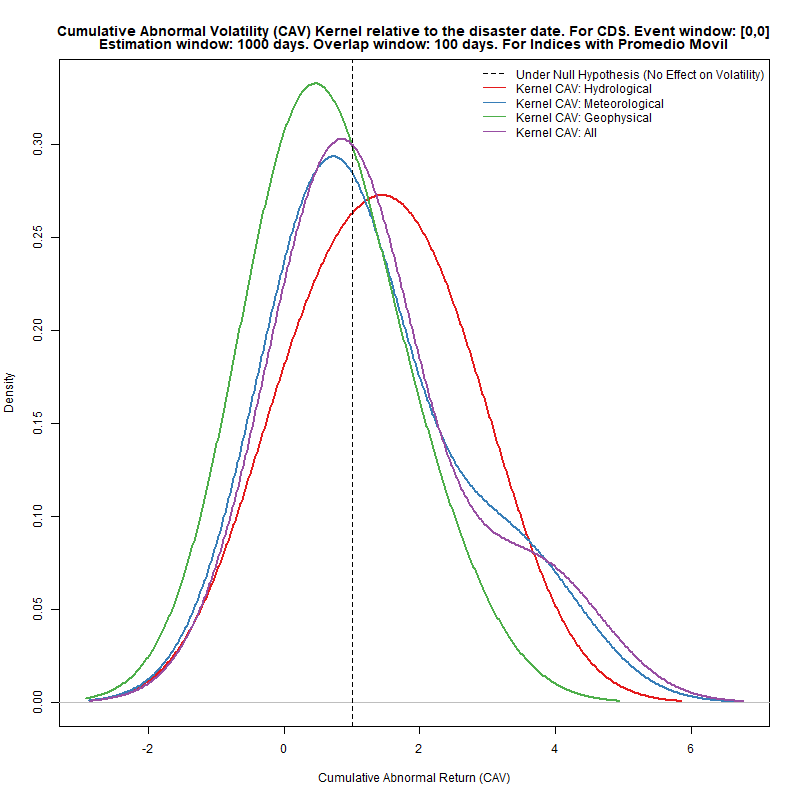 Cumulative Abnormal Volatility (CAV) Kernel relative to the disaster date. For CDS. Event window: [0,0]
Estimation window: 1000 days. Overlap window: 100 days. For Indices with Promedio Movil
Under Null Hypothesis (No Effect on Volatility)
Kernel CAV: Hydrological
Kernel CAV: Meteorological
Kernel CAV: Geophysical
Kernel CAV: All
Density
0.30
0.25
0.20
0.15
0.10
0.05
0.00
-2 0 2 4 6
Cumulative Abnormal Return (CAV)